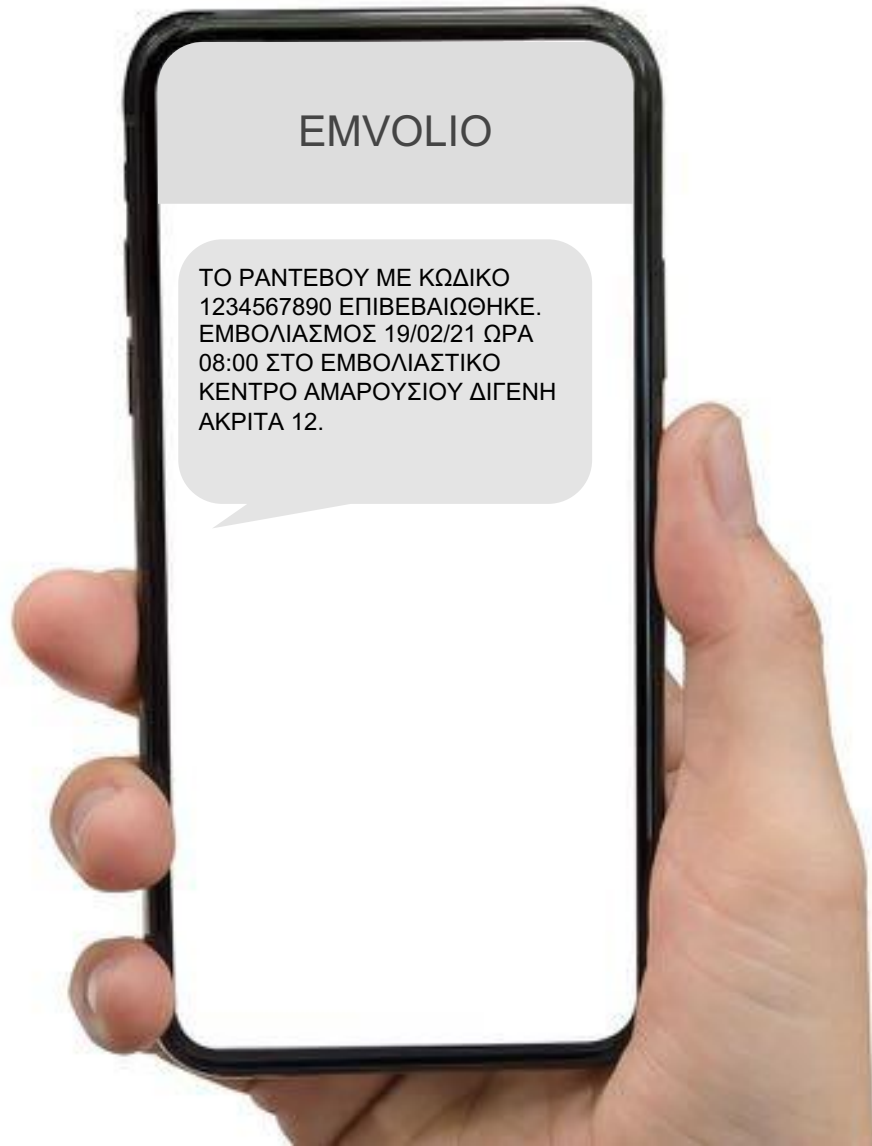 EMVOLIO
ΤΟ ΡΑΝΤΕΒΟΥ ΜΕ ΚΩΔΙΚΟ
1234567890 ΕΠΙΒΕΒΑΙΩΘΗΚΕ.
ΕΜΒΟΛΙΑΣΜΟΣ 19/02/21 ΩΡΑ
08:00 ΣΤΟ ΕΜΒΟΛΙΑΣΤΙΚΟ
ΚΕΝΤΡΟ ΑΜΑΡΟΥΣΙΟΥ ΔΙΓΕΝΗ
ΑΚΡΙΤΑ 12.